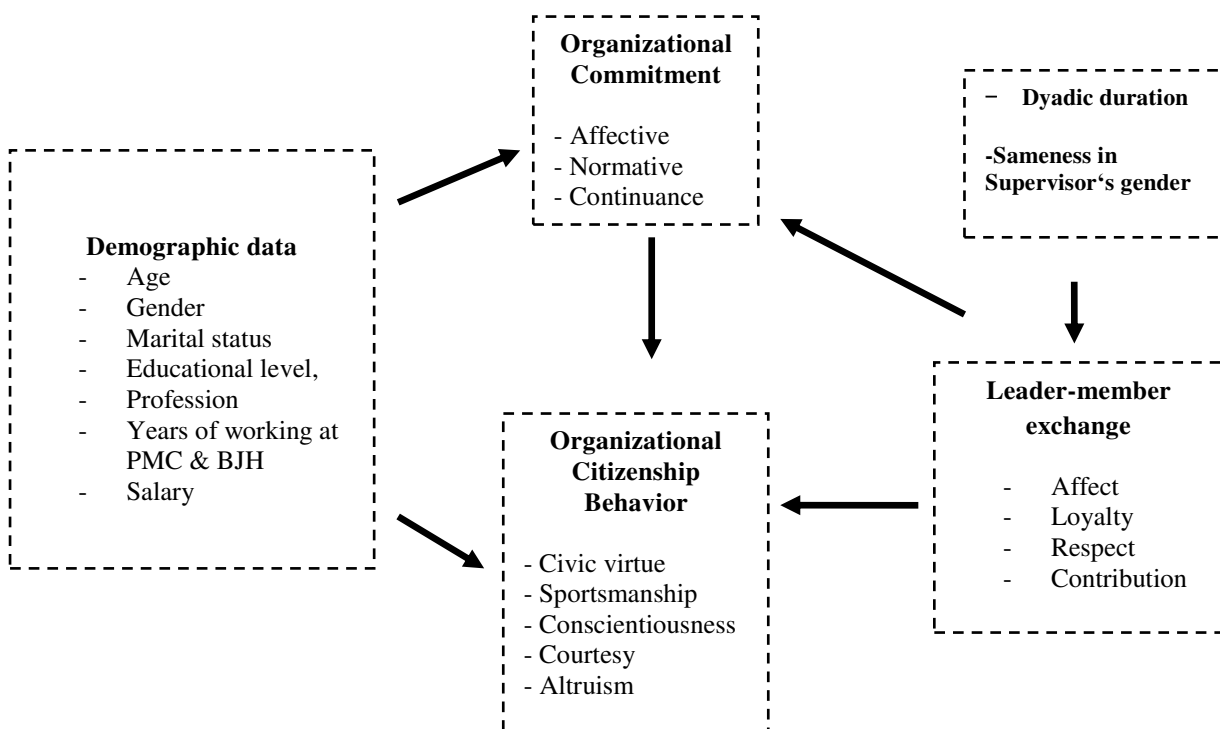 Organizational
Commitment
- Affective
- Normative
- Continuance
– Dyadic duration
-Sameness in
Supervisor‘s gender
Demographic data
- Age
- Gender
- Marital status
- Educational level,
- Profession
- Years of working at
PMC & BJH
- Salary
Organizational
Citizenship
Behavior
- Civic virtue
- Sportsmanship
- Conscientiousness
- Courtesy
- Altruism
Leader-member
exchange
- Affect
- Loyalty
- Respect
- Contribution